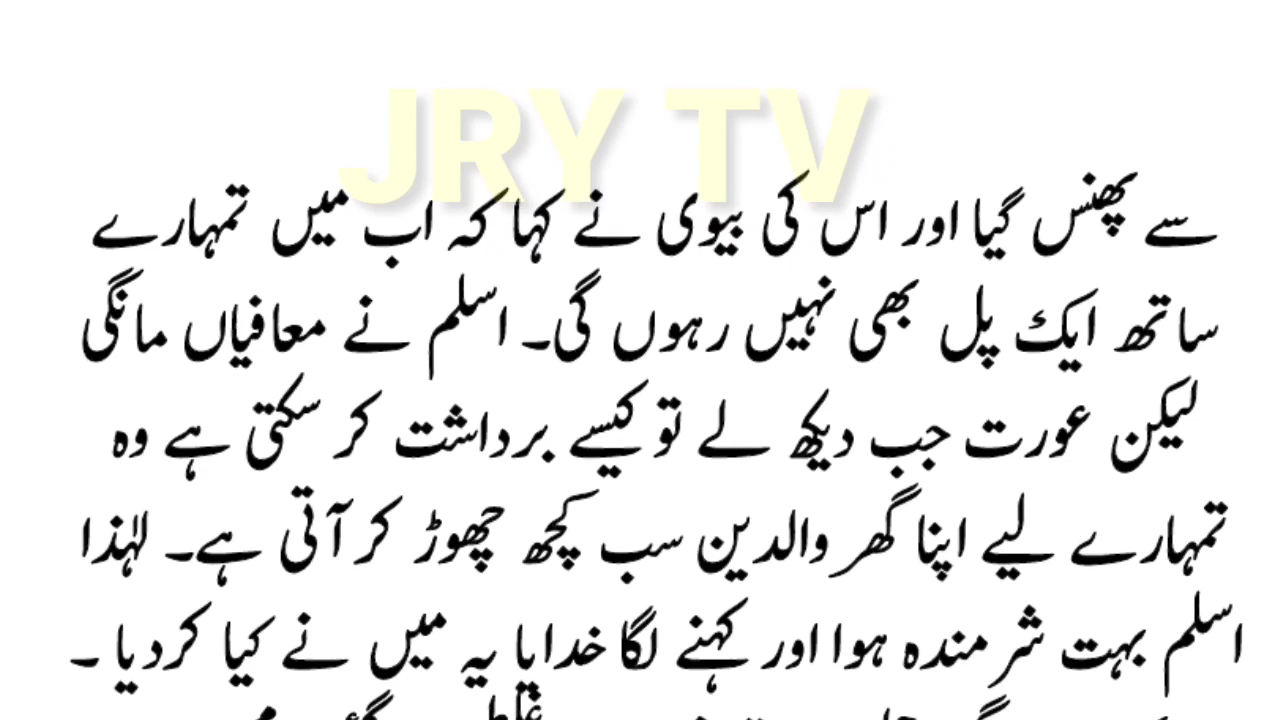 JRY TV
سے پھنس گیا اور اس کی بیوی نے کہا کہ اب میں تمہارے
ساتھ ایک پل بھی نہیں رہوں گی۔ اسلم نے معافیاں مانگی
لیکن عورت جب دیکھ لے تو کیسے برداشت کر سکتی ہے وہ
تمہارے لیے اپنا گھر والدین سب کچھ چھوڑ کر آتی ہے۔ لہٰذا
اسلم بہت شرمندہ ہوا اور کہنے لگا خدایا یہ میں نے کیا کردیا ۔